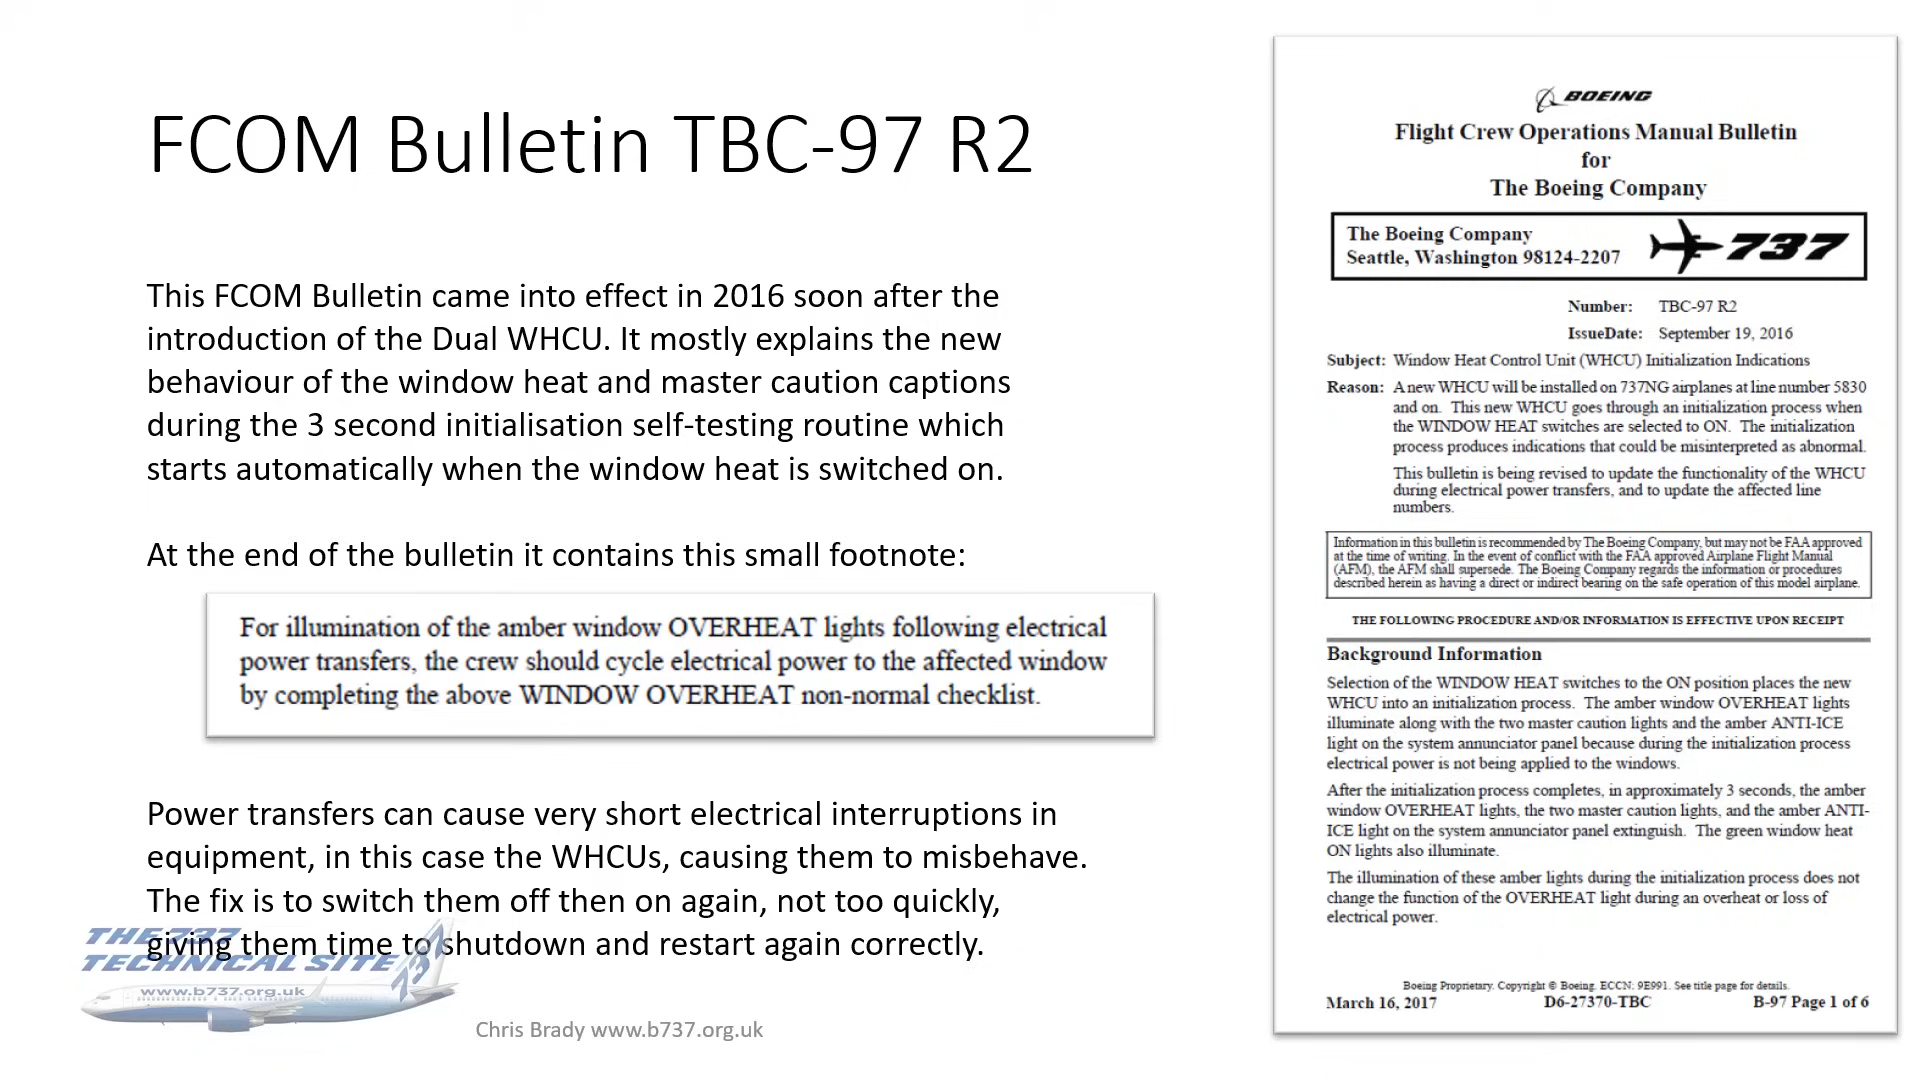 FCOM Bulletin TBC-97 R2
This FCOM Bulletin came into effect in 2016 soon after the
introduction of the Dual WHCU. It mostly explains the new
behaviour of the window heat and master caution captions
during the 3 second initialisation self-testing routine which
starts automatically when the window heat is switched on.
At the end of the bulletin it contains this small footnote:
For illumination of the amber window OVERHEAT lights following electrical
power transfers, the crew should cycle electrical power to the affected window
by completing the above WINDOW OVERHEAT non-normal checklist.
Power transfers can cause very short electrical interruptions in
equipment, in this case the WHCUs, causing them to misbehave.
The fix is to switch them off then on again, not too quickly,
giving them time to shutdown and restart again correctly.
THE 737
TECHNICAL SITE
www.b737.org.uk
737
Chris Brady www.b737.org.uk
BOEING
Flight Crew Operations Manual Bulletin
for
The Boeing Company
The Boeing Company
Seattle, Washington 98124-2207
737
Number: TBC-97 R2
IssueDate: September 19, 2016
Subject: Window Heat Control Unit (WHCU) Initialization Indications
Reason: A new WHCU will be installed on 737NG airplanes at line number 5830
and on. This new WHCU goes through an initialization process when
the WINDOW HEAT switches are selected to ON. The initialization
process produces indications that could be misinterpreted as abnormal.
This bulletin is being revised to update the functionality of the WHCU
during electrical power transfers, and to update the affected line
numbers.
Information in this bulletin is recommended by The Boeing Company, but may not be FAA approved
at the time of writing. In the event of conflict with the FAA approved Airplane Flight Manual
(AFM), the AFM shall supersede. The Boeing Company regards the information or procedures
described herein as having a direct or indirect bearing on the safe operation of this model airplane.
THE FOLLOWING PROCEDURE AND/OR INFORMATION IS EFFECTIVE UPON RECEIPT
Background Information
Selection of the WINDOW HEAT switches to the ON position places the new
WHCU into an initialization process. The amber window OVERHEAT lights
illuminate along with the two master caution lights and the amber ANTI-ICE
light on the system annunciator panel because during the initialization process
electrical power is not being applied to the windows.
After the initialization process completes, in approximately 3 seconds, the amber
window OVERHEAT lights, the two master caution lights, and the amber ANTI-
ICE light on the system annunciator panel extinguish. The green window heat
ON lights also illuminate.
The illumination of these amber lights during the initialization process does not
change the function of the OVERHEAT light during an overheat or loss of
electrical power.
Boeing Proprietary. Copyright © Boeing. ECCN: 9E991. See title page for details.
March 16, 2017 D6-27370-TBC B-97 Page 1 of 6